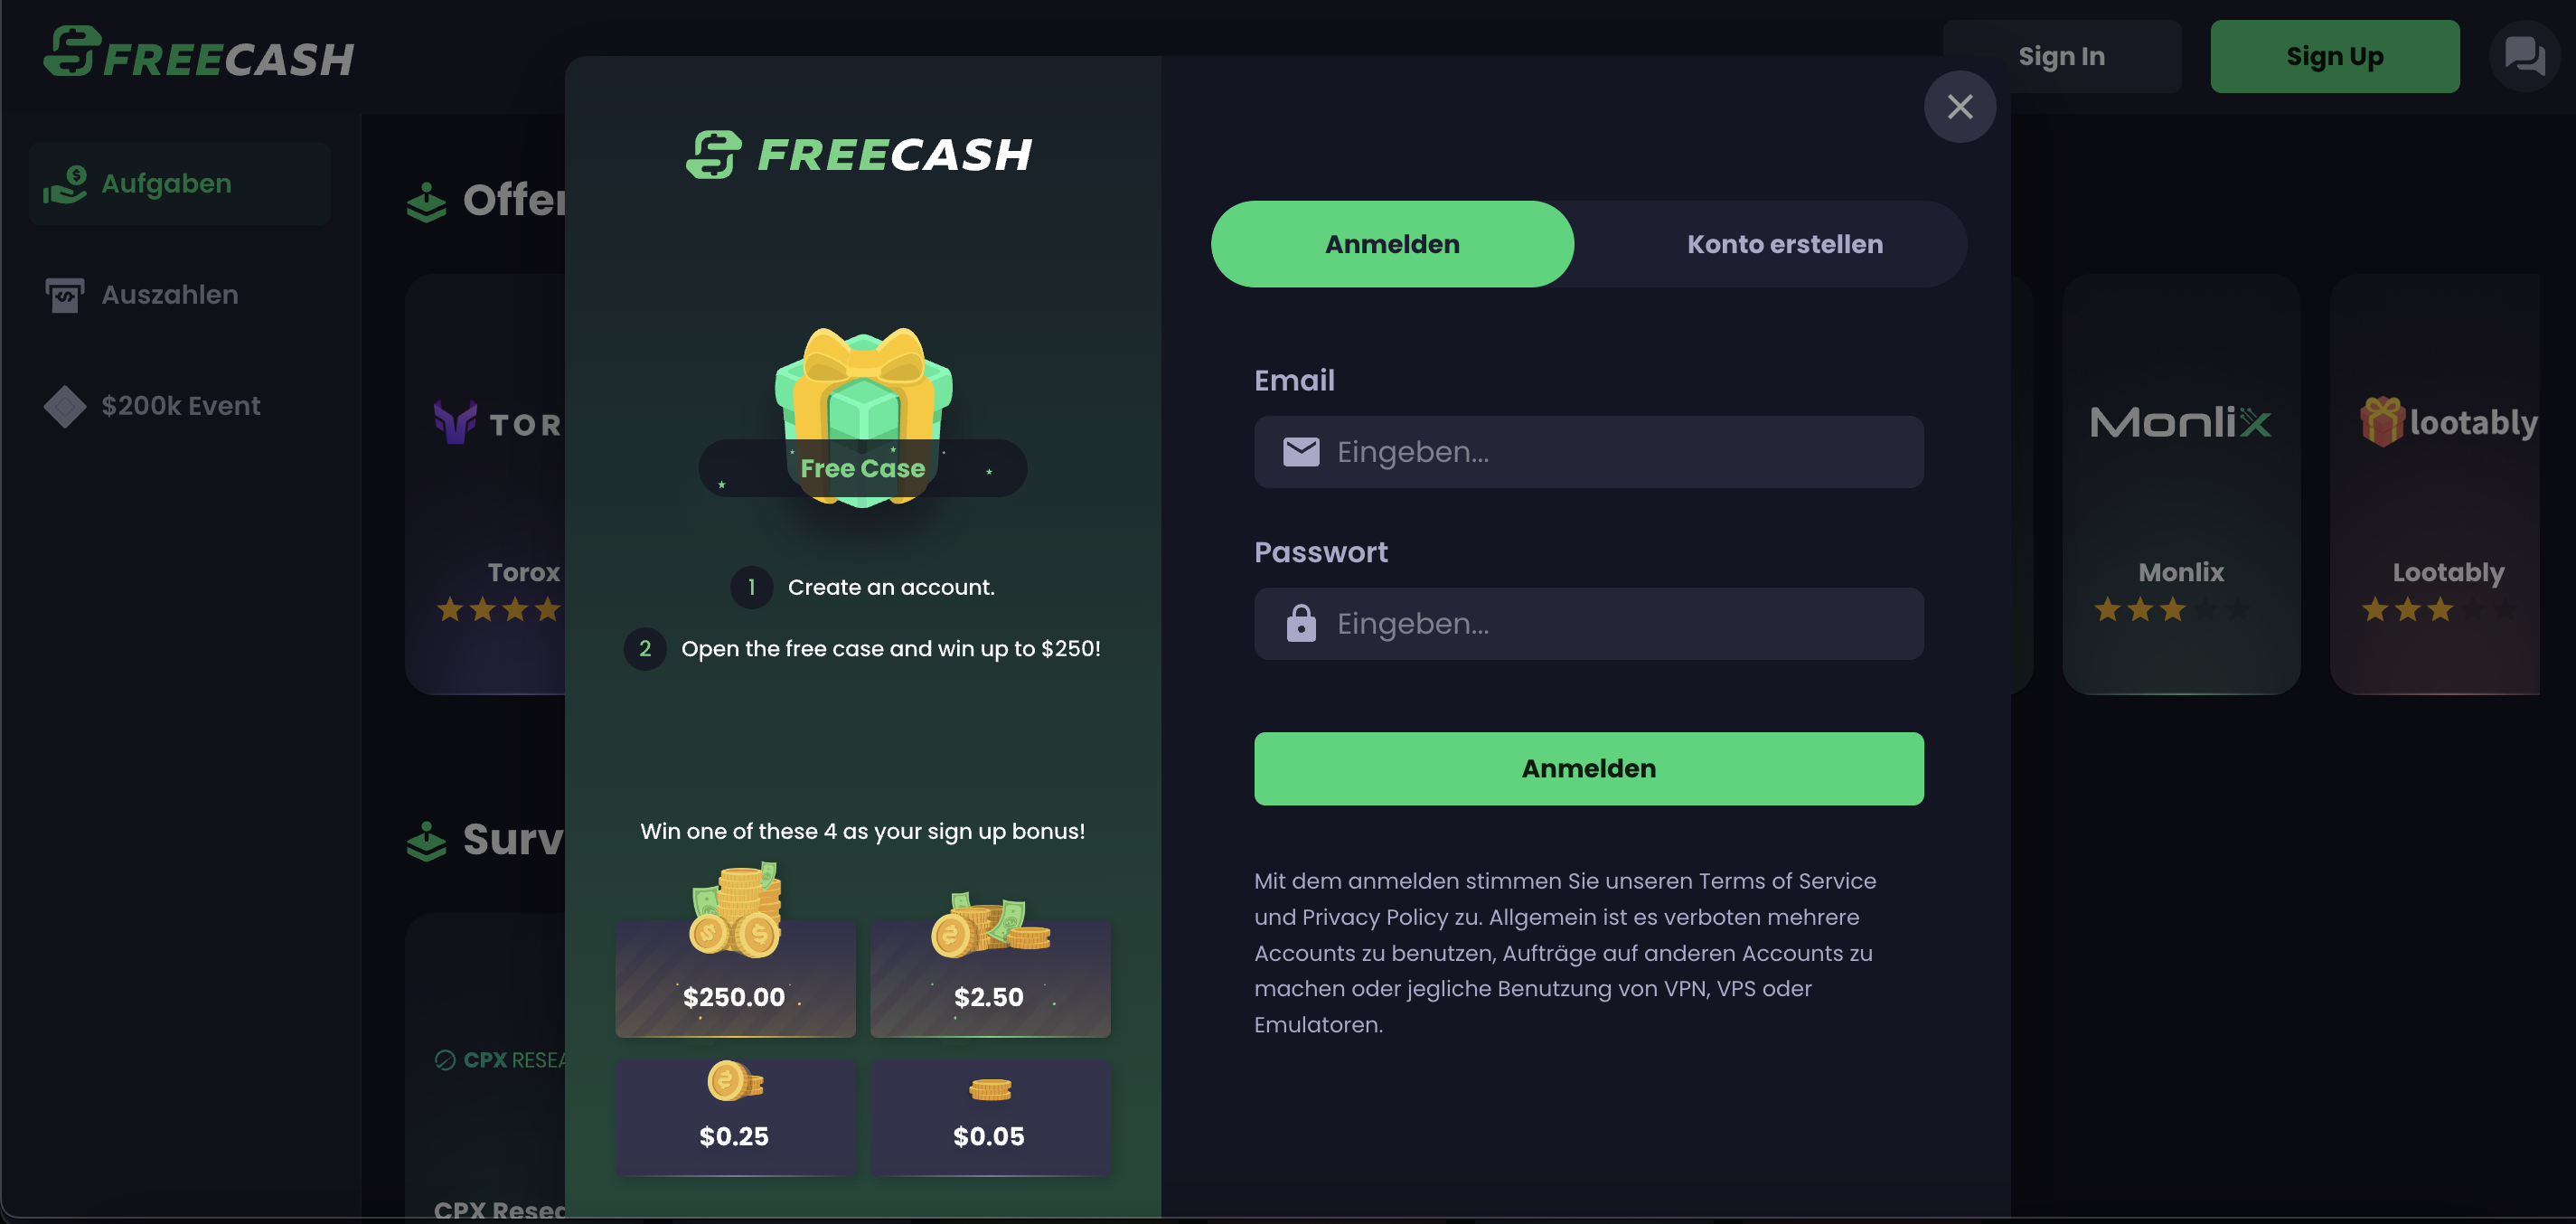 FREECASH
Sign In
Sign Up
Aufgaben
Auszahlen
$200k Event
Offer
TOR
Torox
Surv
CPX RESEA
CPX Resea
FREECASH
Free Case
1 Create an account.
2 Open the free case and win up to $250!
Win one of these 4 as your sign up bonus!
$250.00
$2.50
$0.25
$0.05
Anmelden
Konto erstellen
Email
Eingeben...
Passwort
Eingeben...
Anmelden
Mit dem anmelden stimmen Sie unseren Terms of Service
und Privacy Policy zu. Allgemein ist es verboten mehrere
Accounts zu benutzen, Aufträge auf anderen Accounts zu
machen oder jegliche Benutzung von VPN, VPS oder
Emulatoren.
Monlix
Monlix
lootably
Lootably